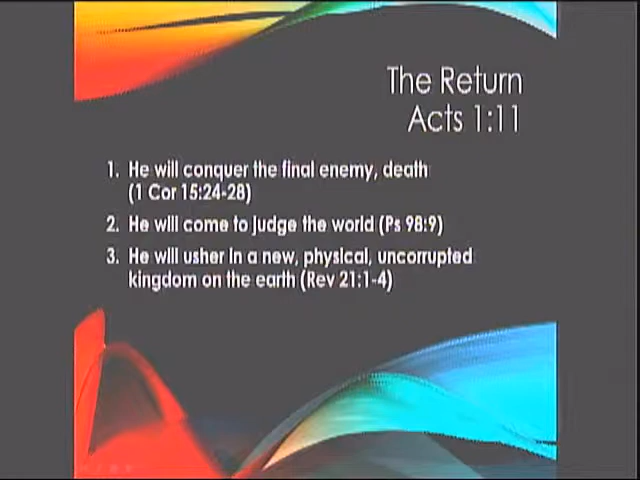 The Return
Acts 1:11
1. He will conquer the final enemy, death
(1 Cor 15:24-28)
2. He will come to judge the world (Ps 98:9)
3. He will usher in a new, physical, uncorrupted
kingdom on the earth (Rev 21:1-4)